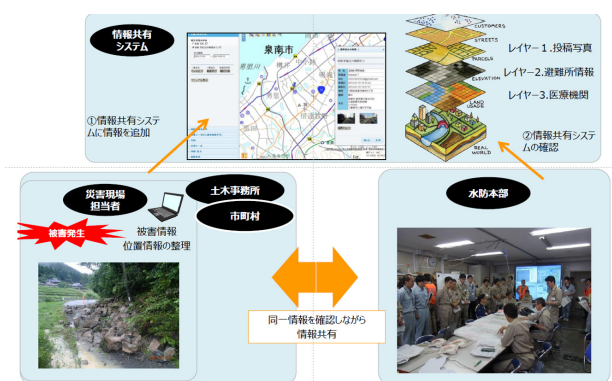 情報共有
システム
①情報共有システ
ムに情報を追加
泉南市
男里川
CUSTOMERS
STREETS
PARCELS
ELEVATION
LAND
USAGE
REAL
WORLD
レイヤー1.投稿写真
レイヤー2.避難所情報
レイヤー3.医療機関
②情報共有システ
ムの確認
災害現場
担当者
土木事務所
市町村
被害発生
被害情報
位置情報の整理
水防本部
同一情報を確認しながら
情報共有